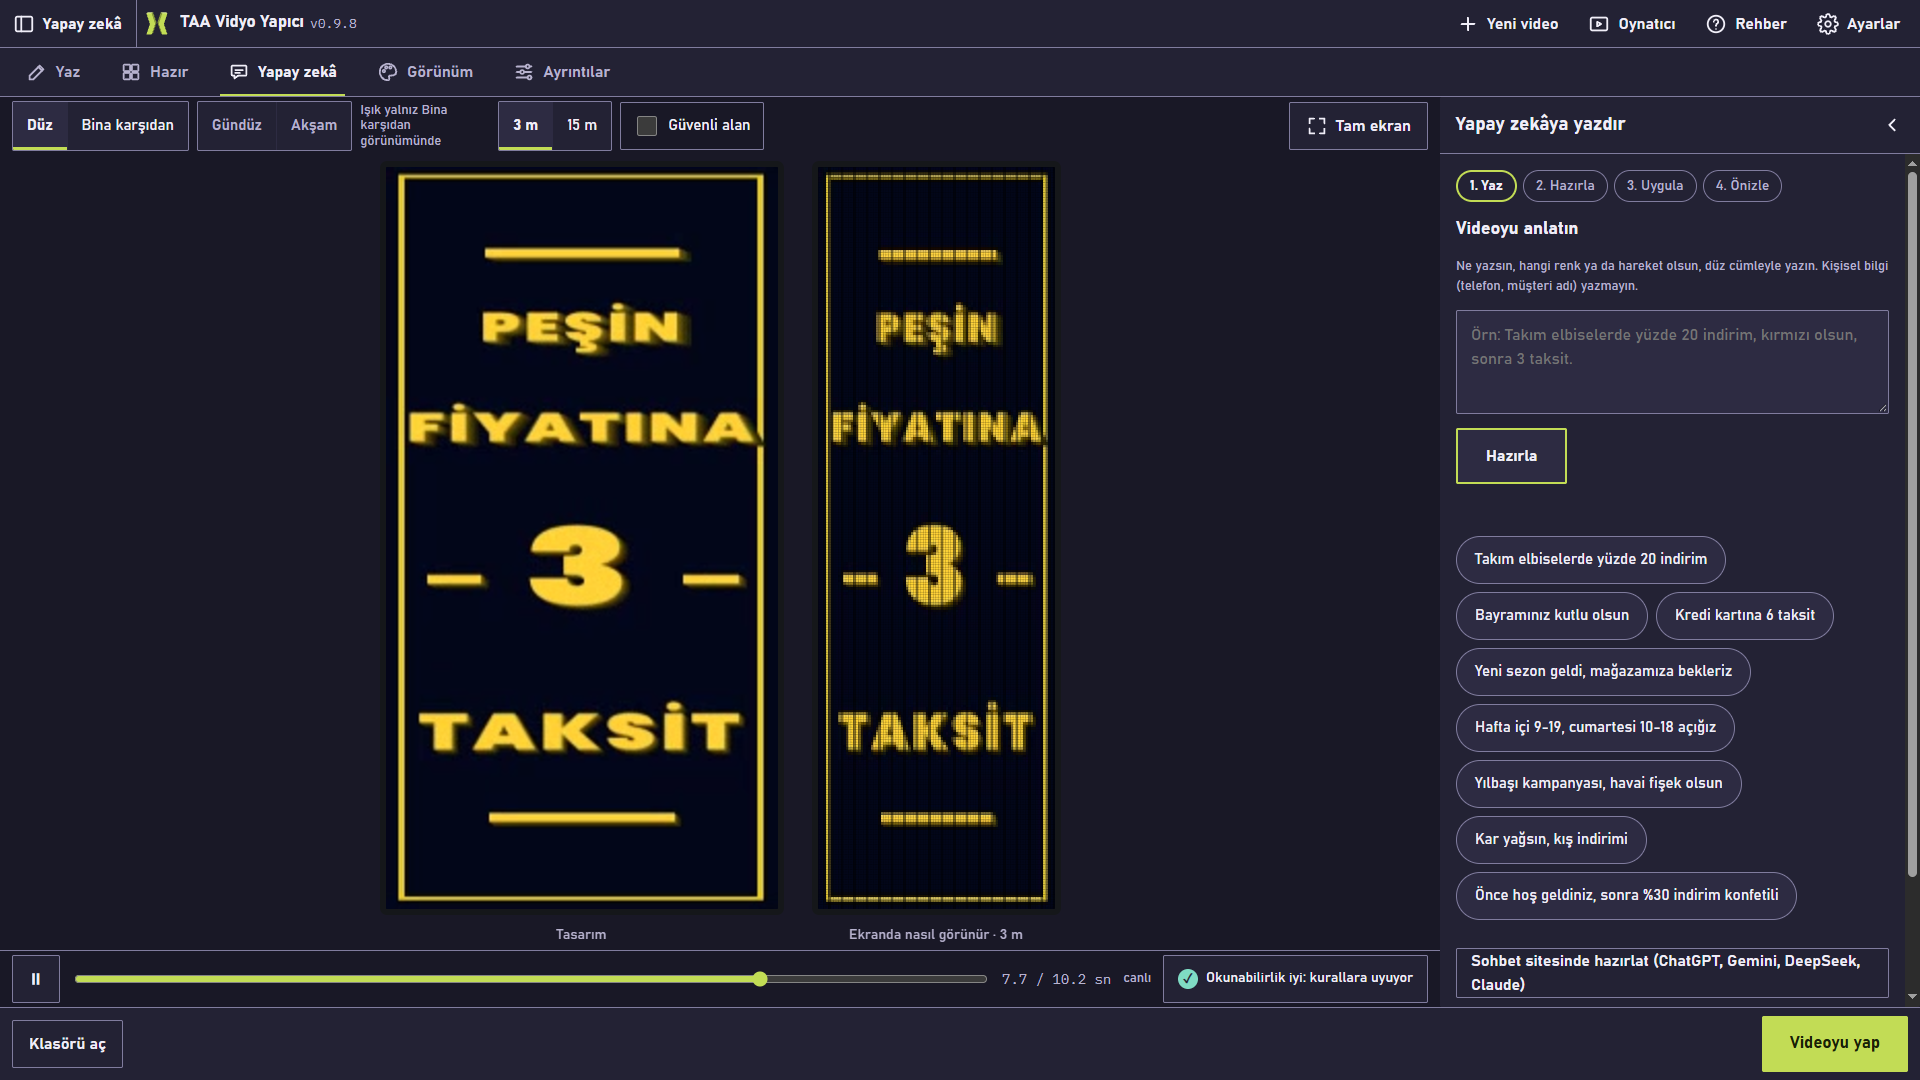 Yapay zekâ
TAA Vidyo Yapıcı v0.9.8
Yeni video
Oynatıcı
Rehber
Ayarlar
Yaz
Hazır
Yapay zekâ
Görünüm
Ayrıntılar
Düz
Bina karşıdan
Gündüz
Akşam
Işık yalnız Bina
karşıdan
görünümünde
3 m
15 m
Güvenli alan
Tam ekran
PEŞİN
FİYATINA
3
TAKSİT
Tasarım
PEŞİN
FİYATINA
3
TAKSİT
Ekranda nasıl görünür · 3 m
7.7 / 10.2 sn
canlı
Okunabilirlik iyi: kurallara uyuyor
Yapay zekâya yazdır
1. Yaz
2. Hazırla
3. Uygula
4. Önizle
Videoyu anlatın
Ne yazsın, hangi renk ya da hareket olsun, düz cümleyle yazın. Kişisel bilgi
(telefon, müşteri adı) yazmayın.
Örn: Takım elbiselerde yüzde 20 indirim, kırmızı olsun,
sonra 3 taksit.
Hazırla
Takım elbiselerde yüzde 20 indirim
Bayramınız kutlu olsun
Kredi kartına 6 taksit
Yeni sezon geldi, mağazamıza bekleriz
Hafta içi 9-19, cumartesi 10-18 açığız
Yılbaşı kampanyası, havai fişek olsun
Kar yağsın, kış indirimi
Önce hoş geldiniz, sonra %30 indirim konfetili
Sohbet sitesinde hazırlat (ChatGPT, Gemini, DeepSeek,
Claude)
Klasörü aç
Videoyu yap